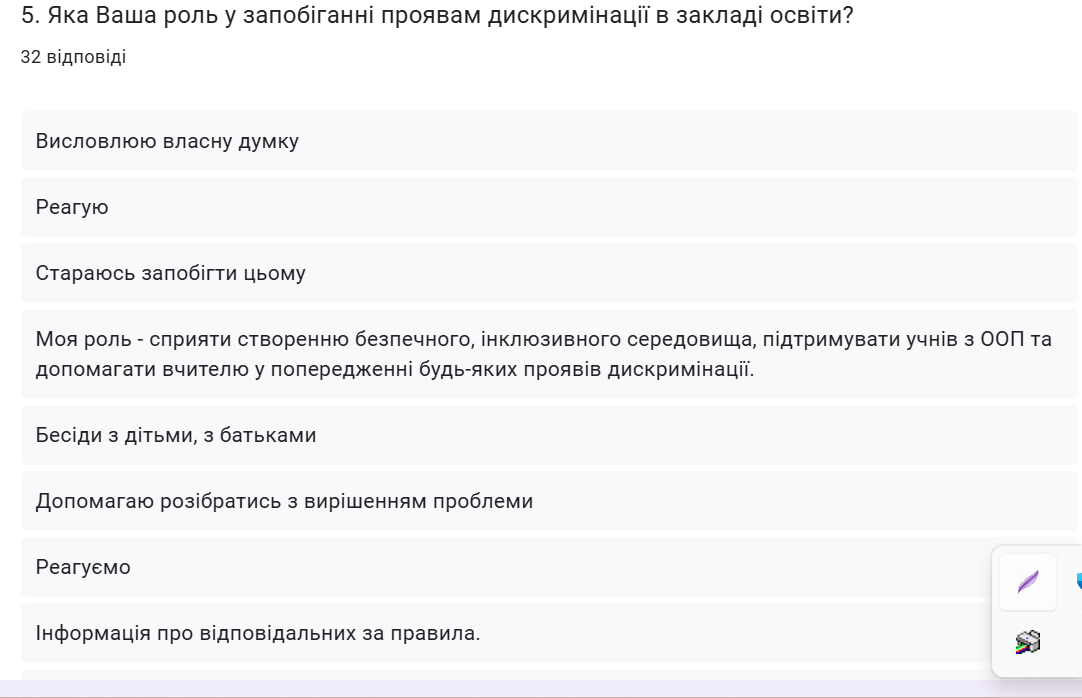 5. Яка Ваша роль у запобіганні проявам дискримінації в закладі освіти?
32 відповіді
Висловлюю власну думку
Реагую
Стараюсь запобігти цьому
Моя роль - сприяти створенню безпечного, інклюзивного середовища, підтримувати учнів з ООП та
допомагати вчителю у попередженні будь-яких проявів дискримінації.
Бесіди з дітьми, з батьками
Допомагаю розібратись з вирішенням проблеми
Реагуємо
Інформація про відповідальних за правила.